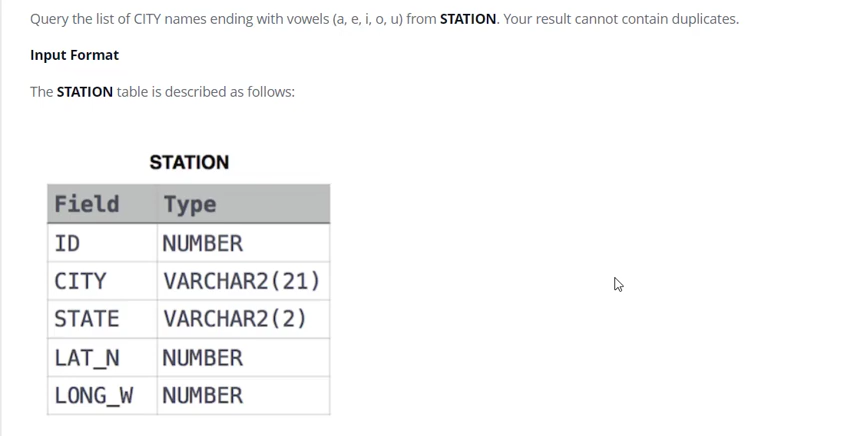 Query the list of CITY names ending with vowels (a, e, i, o, u) from STATION. Your result cannot contain duplicates.
Input Format
The STATION table is described as follows:
STATION
Field Type
ID NUMBER
CITY VARCHAR2(21)
STATE VARCHAR2(2)
LAT_N NUMBER
LONG_W NUMBER